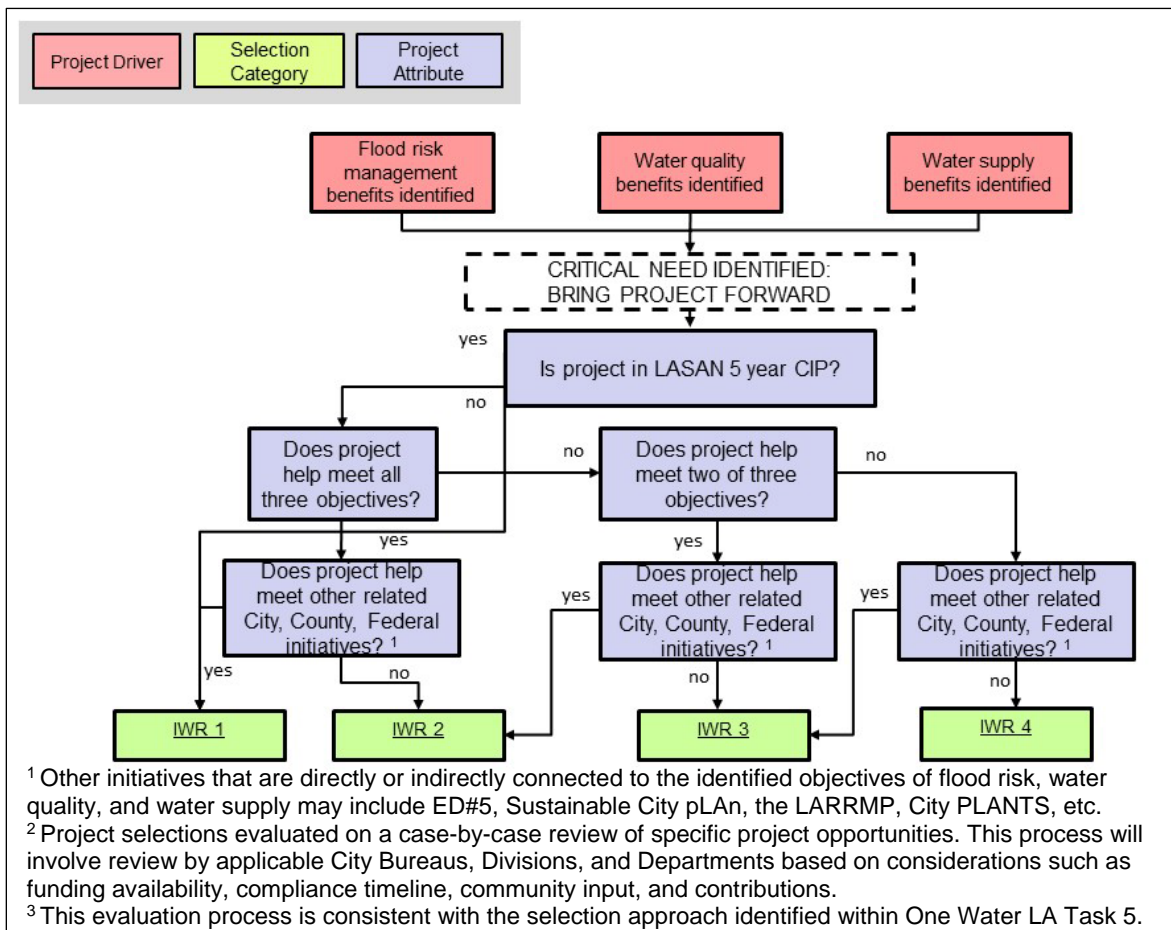 Project Driver
Selection
Category
Project
Attribute
Flood risk
management
benefits identified
Water quality
benefits identified
Water supply
benefits identified
CRITICAL NEED IDENTIFIED:
BRING PROJECT FORWARD
yes
Is project in LASAN 5 year CIP?
no
Does project
help meet all
three objectives?
no
Does project help
meet two of three
objectives?
no
yes
yes
Does project help
meet other related
City, County, Federal
initiatives? 1
yes
Does project help
meet other related
City, County, Federal
initiatives? 1
yes
Does project help
meet other related
City, County, Federal
initiatives? 1
yes
no
no
no
IWR 1
IWR 2
IWR 3
IWR 4
1 Other initiatives that are directly or indirectly connected to the identified objectives of flood risk, water
quality, and water supply may include ED#5, Sustainable City pLAn, the LARRMP, City PLANTS, etc.
2 Project selections evaluated on a case-by-case review of specific project opportunities. This process will
involve review by applicable City Bureaus, Divisions, and Departments based on considerations such as
funding availability, compliance timeline, community input, and contributions.
3 This evaluation process is consistent with the selection approach identified within One Water LA Task 5.